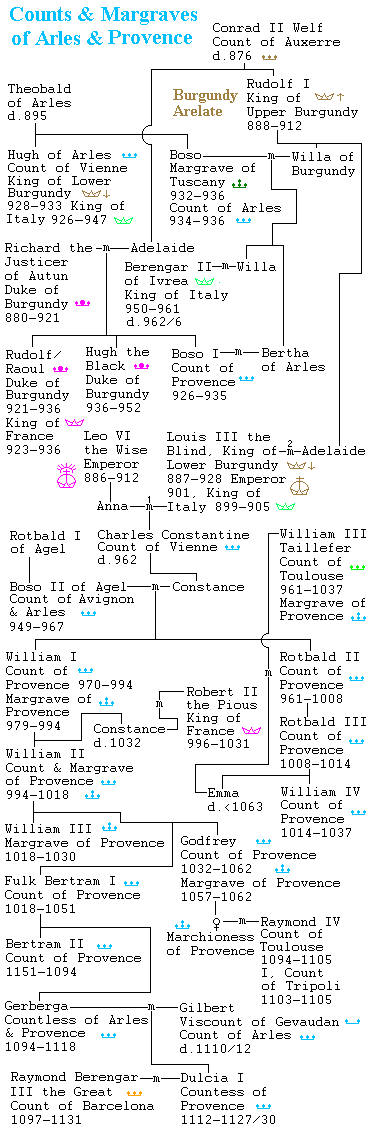 Counts & Margraves
of Arles & Provence
Conrad II Welf
Count of Auxerre
d.876
Theobald
of Arles
d.895
Burgundy
Arelate
Rudolf I
King of
Upper Burgundy
888-912
Hugh of Arles
Count of Vienne
King of Lower
Burgundy
928-933 King of
Italy 926-947
Boso
Margrave of
Tuscany
932-936
Count of Arles
934-936
m
Willa of
Burgundy
Richard the
Justicer
of Autun
Duke of
Burgundy
880-921
m
Adelaide
Berengar II
of Ivrea
King of Italy
950-961
d.962/6
m
Willa
Rudolf/
Raoul
Duke of
Burgundy
921-936
King of
France
923-936
Hugh the
Black
Duke of
Burgundy
936-952
Boso I
Count of
Provence
926-935
m
Bertha
of Arles
Leo VI
the Wise
Emperor
886-912
Louis III the
Blind, King of
Lower Burgundy
887-928 Emperor
901, King of
Italy 899-905
2
m
Adelaide
Anna
1
m
Rotbald I
of Agel
Charles Constantine
Count of Vienne
d.962
William III
Taillefer
Count of
Toulouse
961-1037
Margrave of
Provence
Boso II of Agel
Count of Avignon
& Arles
949-967
m
Constance
William I
Count of
Provence 970-994
Margrave of
Provence
979-994
Rotbald II
Count of
Provence
961-1008
m
Robert II
the Pious
King of
France
996-1031
m
Constance
d.1032
Rotbald III
Count of
Provence
1008-1014
William II
Count & Margrave
of Provence
994-1018
Emma
d.<1063
William IV
Count of
Provence
1014-1037
William III
Margrave of Provence
1018-1030
Godfrey
Count of Provence
1032-1062
Margrave of Provence
1057-1062
Fulk Bertram I
Count of Provence
1018-1051
♀
Marchioness
of Provence
m
Raymond IV
Count of
Toulouse
1094-1105
I, Count
of Tripoli
1103-1105
Bertram II
Count of Provence
1151-1094
Gerberga
Countless of Arles
& Provence
1094-1118
m
Gilbert
Viscount of Gevaudan
Count of Arles
d.1110/12
Raymond Berengar
III the Great
Count of Barcelona
1097-1131
m
Dulcia I
Countess of
Provence
1112-1127/30